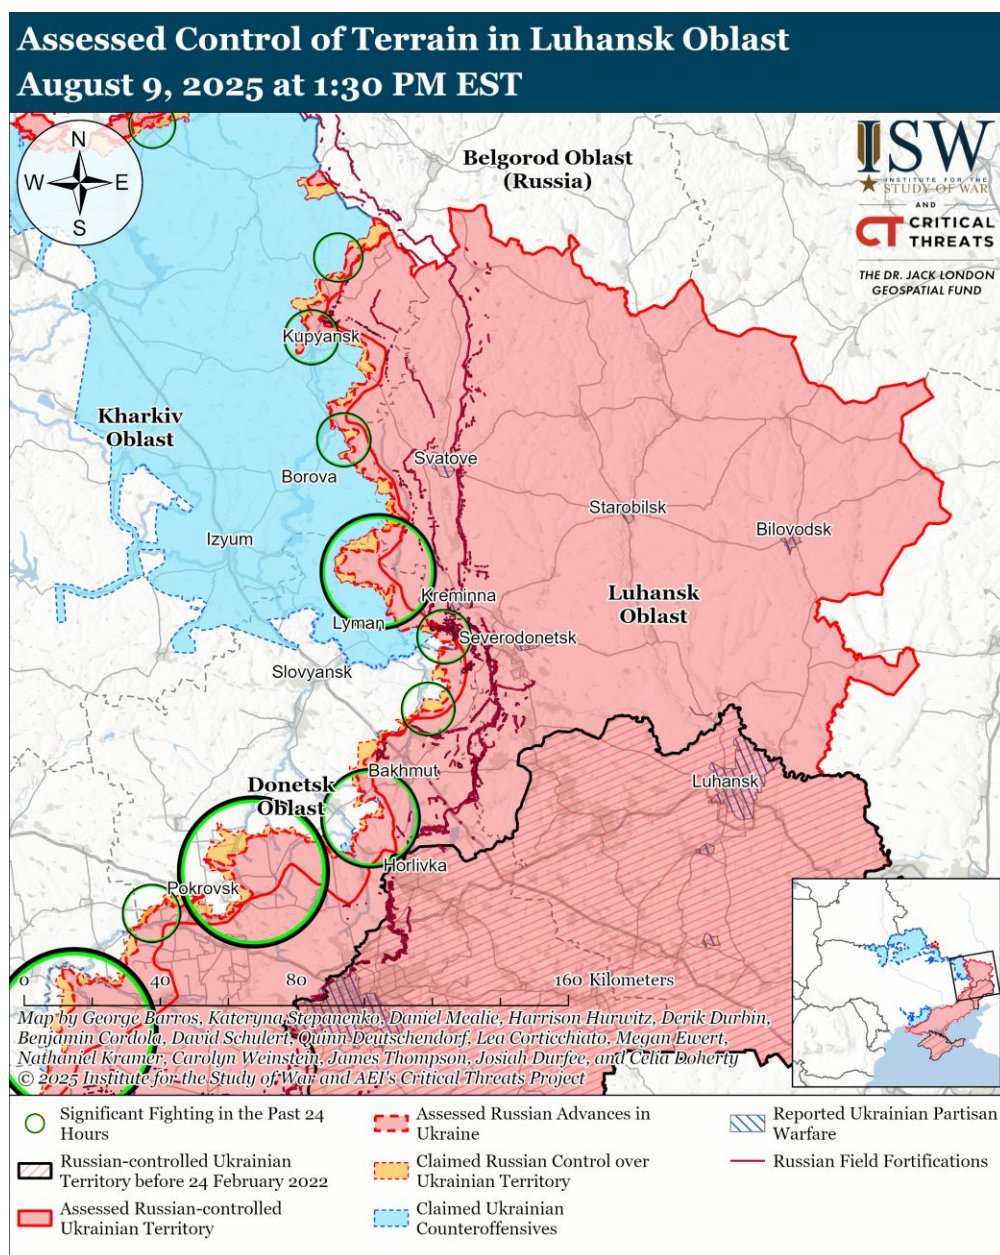 Assessed Control of Terrain in Luhansk Oblast
August 9, 2025 at 1:30 PM EST
N
W
E
S
Belgorod Oblast
(Russia)
ISW
INSTITUTE FOR THE
STUDY OF WAR
AND
CT CRITICAL
THREATS
THE DR. JACK LONDON
GEOSPATIAL FUND
Kupyansk
Kharkiv
Oblast
Svatove
Borova
Starobilsk
Bilovodsk
Izyum
Kreminna
Luhansk
Oblast
Lyman
Severodonetsk
Slovyansk
Bakhmut
Luhansk
Donetsk
Oblast
Horlivka
Pokrovsk
0
40
80
160 Kilometers
Map by George Barros, Kateryna Stepanenko, Daniel Mealie, Harrison Hurwitz, Derik Durbin,
Benjamin Cordola, David Schulert, Quinn Deutschendorf, Lea Corticchiato, Megan Ewert,
Nathaniel Kramer, Carolyn Weinstein, James Thompson, Josiah Durfee, and Celia Doherty
© 2025 Institute for the Study of War and AEI's Critical Threats Project
Significant Fighting in the Past 24
Hours
Russian-controlled Ukrainian
Territory before 24 February 2022
Assessed Russian-controlled
Ukrainian Territory
Assessed Russian Advances in
Ukraine
Claimed Russian Control over
Ukrainian Territory
Claimed Ukrainian
Counteroffensives
Reported Ukrainian Partisan
Warfare
Russian Field Fortifications